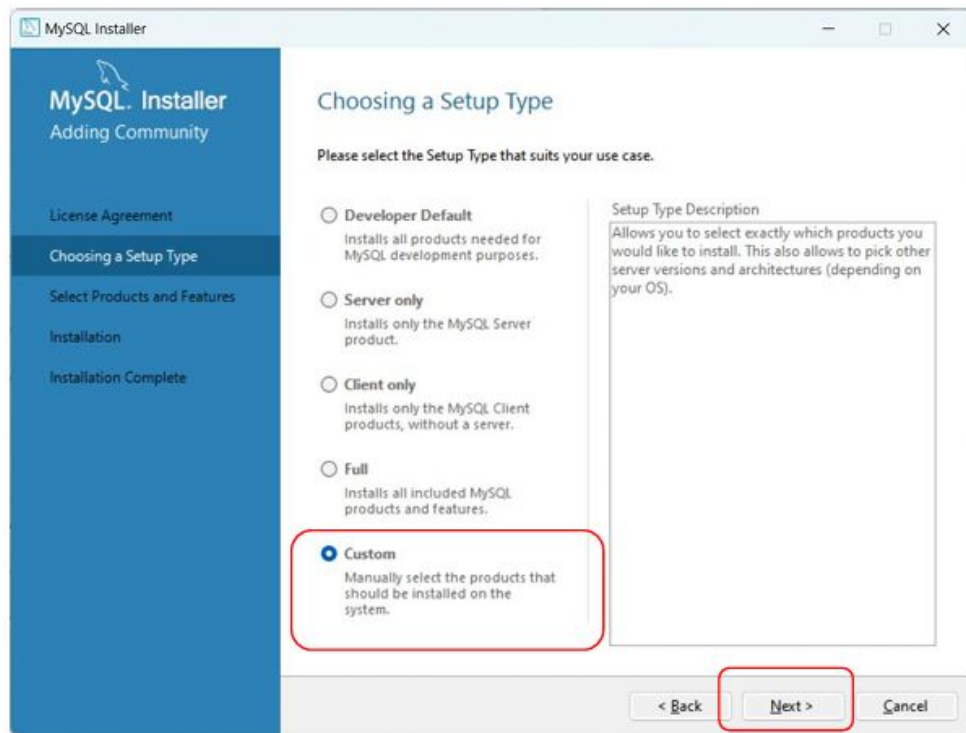 MySQL Installer
MySQL. Installer
Adding Community
License Agreement
Choosing a Setup Type
Select Products and Features
Installation
Installation Complete
Choosing a Setup Type
Please select the Setup Type that suits your use case.
Developer Default
Installs all products needed for
MySQL development purposes.
Server only
Installs only the MySQL Server
product.
Client only
Installs only the MySQL Client
products, without a server.
Full
Installs all included MySQL
products and features.
Custom
Manually select the products that
should be installed on the
system.
Setup Type Description
Allows you to select exactly which products you
would like to install. This also allows to pick other
server versions and architectures (depending on
your OS).
< Back
Next >
Cancel